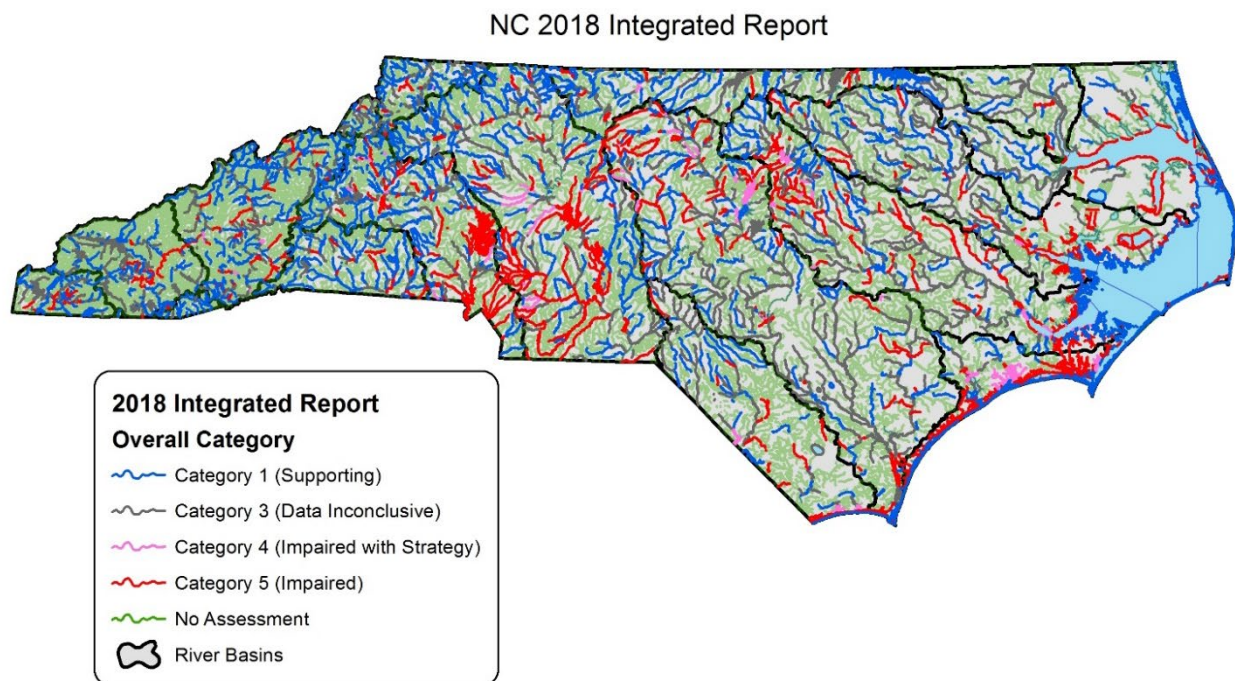 NC 2018 Integrated Report
2018 Integrated Report
Overall Category
Category 1 (Supporting)
Category 3 (Data Inconclusive)
Category 4 (Impaired with Strategy)
Category 5 (Impaired)
No Assessment
River Basins